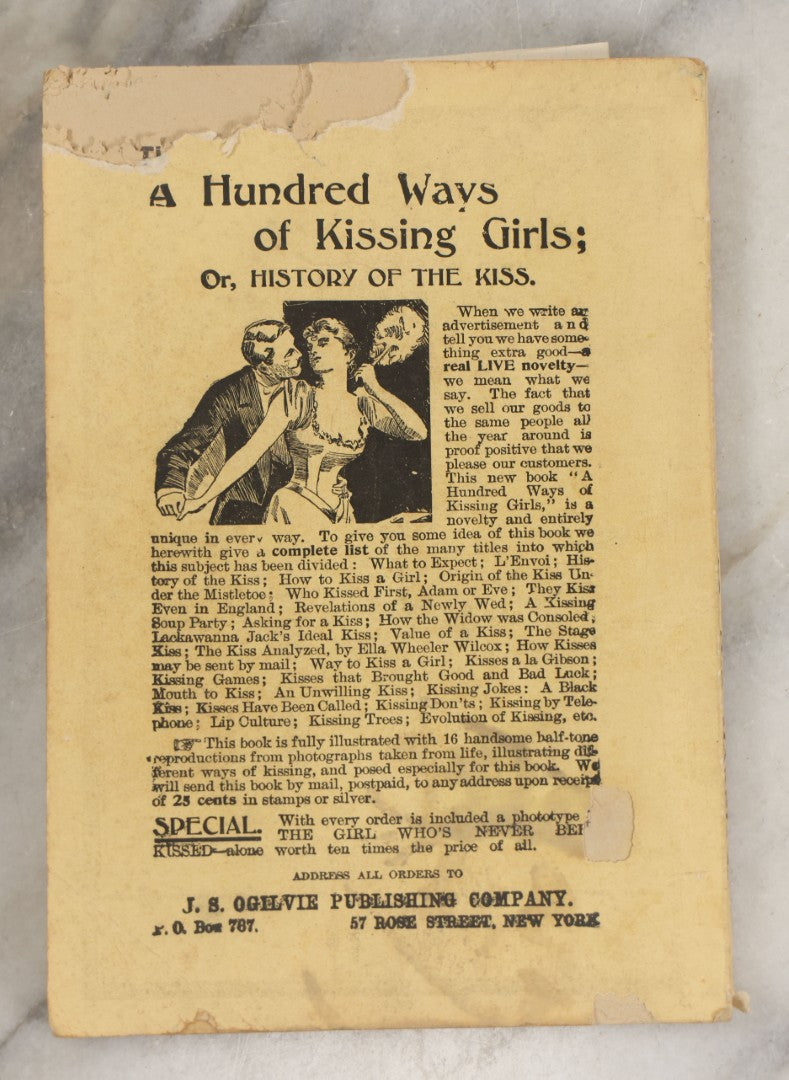 A Hundred Ways
of Kissing Girls;
Or, HISTORY OF THE KISS.
When we write an
advertisement and
tell you we have some-
thing extra good—a
real LIVE novelty—
we mean what we
say. The fact that
we sell our goods to
the same people all
the year around is
proof positive that we
please our customers.
This new book "A
Hundred Ways of
Kissing Girls," is a
novelty and entirely
unique in every way. To give you some idea of this book we
herewith give a complete list of the many titles into which
this subject has been divided: What to Expect; L'Envoi; His-
tory of the Kiss; How to Kiss a Girl; Origin of the Kiss Un-
der the Mistletoe; Who Kissed First, Adam or Eve; They Kiss
Even in England; Revelations of a Newly Wed; A Kissing
Soup Party; Asking for a Kiss; How the Widow was Consoled;
Lackawanna Jack's Ideal Kiss; Value of a Kiss; The Stage
Kiss; The Kiss Analyzed, by Ella Wheeler Wilcox; How Kisses
may be sent by mail; Way to Kiss a Girl; Kisses a la Gibson;
Kissing Games; Kisses that Brought Good and Bad Luck;
Mouth to Kiss; An Unwilling Kiss; Kissing Jokes: A Black
Kiss; Kisses Have Been Called; Kissing Don'ts; Kissing by Tele-
phone; Lip Culture; Kissing Trees; Evolution of Kissing, etc.
☞ This book is fully illustrated with 16 handsome half-tone
reproductions from photographs taken from life, illustrating dif-
ferent ways of kissing, and posed especially for this book. We
will send this book by mail, postpaid, to any address upon receipt
of 25 cents in stamps or silver.
SPECIAL. With every order is included a phototype
THE GIRL WHO'S NEVER BEE
KISSED—alone worth ten times the price of all.
ADDRESS ALL ORDERS TO
J. S. OGILVIE PUBLISHING COMPANY.
P. O. Box 767. 57 ROSE STREET, NEW YORK